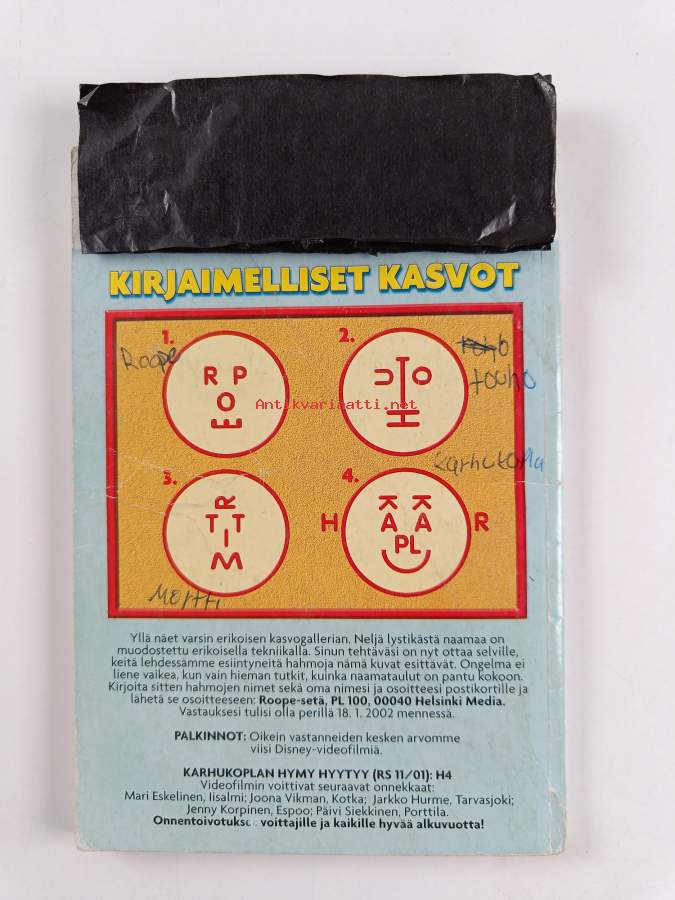 KIRJAIMELLISET KASVOT
1.
Roope
R P
O
E
2.
U T O
H
touho
touho
Antikvariaatti.net
karhukopla
3.
R
T T
I
M
Martti
4.
H K K R
A A
PL
U
Yllä näet varsin erikoisen kasvogallerian. Neljä lystikästä naamaa on
muodostettu erikoisella tekniikalla. Sinun tehtäväsi on nyt ottaa selville,
keitä lehdessämme esiintyneitä hahmoja nämä kuvat esittävät. Ongelma ei
liene vaikea, kun vain hieman tutkit, kuinka naamataulut on pantu kokoon.
Kirjoita sitten hahmojen nimet sekä oma nimesi ja osoitteesi postikortille ja
lähetä se osoitteeseen: Roope-setä, PL 100, 00040 Helsinki Media.
Vastauksesi tulisi olla perillä 18. 1. 2002 mennessä.
PALKINNOT: Oikein vastanneiden kesken arvomme
viisi Disney-videofilmiä.
KARHUKOPLAN HYMY HYYTYY (RS 11/01): H4
Videofilmin voittivat seuraavat onnekkaat:
Mari Eskelinen, Iisalmi; Joona Vikman, Kotka; Jarkko Hurme, Tarvasjoki;
Jenny Korpinen, Espoo; Päivi Siekkinen, Porttila.
Onnentoivotukse voittajille ja kaikille hyvää alkuvuotta!